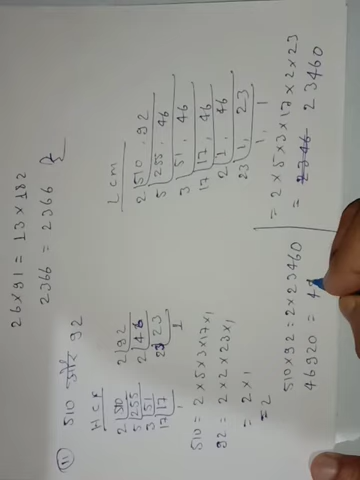 26 x 91 = 13 x 182
2366 = 2366 }
(ii) 510 और 92
H C F
2 | 510
5 | 255
3 | 51
17 | 17
1
2 | 92
2 | 46
23 | 23
1
510 = 2 x 5 x 3 x 17 x 1
92 = 2 x 2 x 23 x 1
= 2 x 1
= 2
L c m
2 | 510 . 92
5 | 255 . 46
3 | 51 . 46
17 | 17 , 46
2 | 1 . 46
23 | 1 , 23
1 , 1
= 2 x 5 x 3 x 17 x 2 x 23
= 2346 23460
510 x 92 = 2 x 23460
46920 = 4